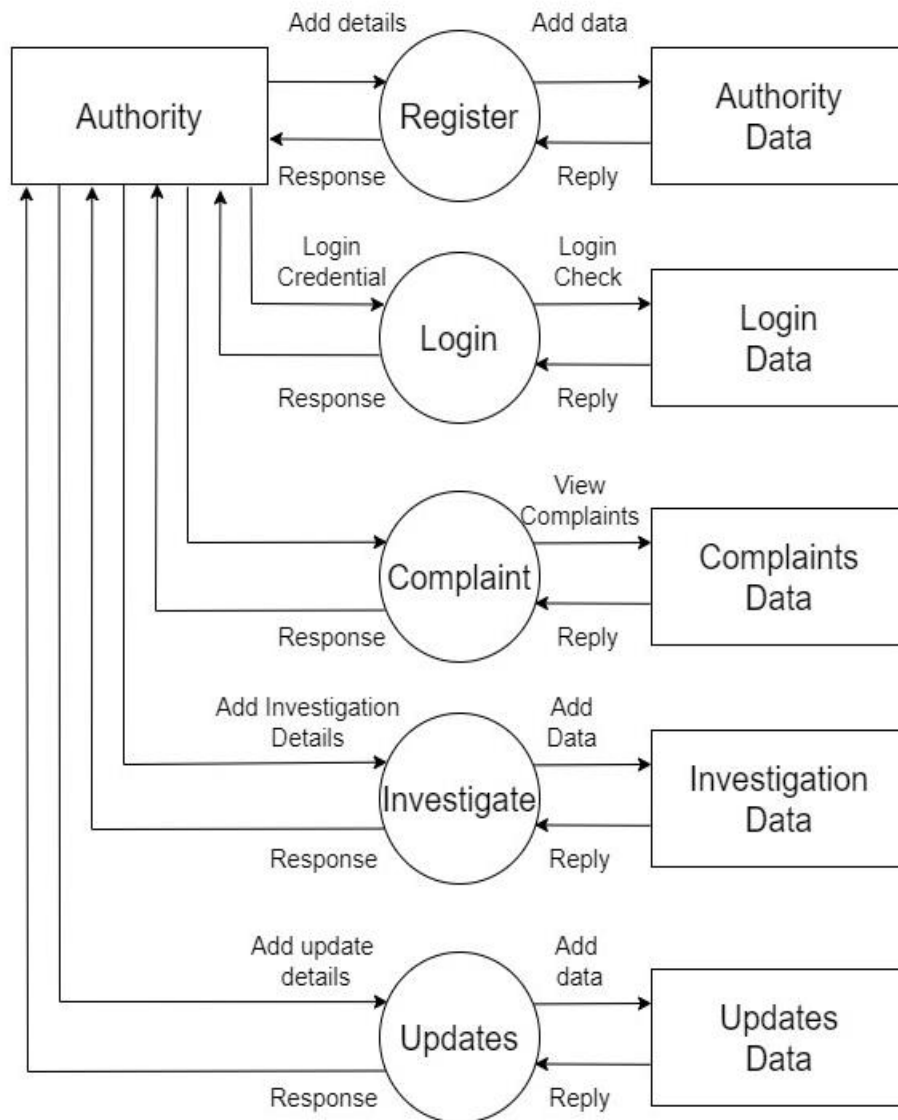 Add details
Add data
Authority
Register
Authority
Data
Response
Reply
Login
Credential
Login
Check
Login
Login
Data
Response
Reply
View
Complaints
Complaint
Complaints
Data
Response
Reply
Add Investigation
Details
Add
Data
Investigate
Investigation
Data
Response
Reply
Add update
details
Add
data
Updates
Updates
Data
Response
Reply